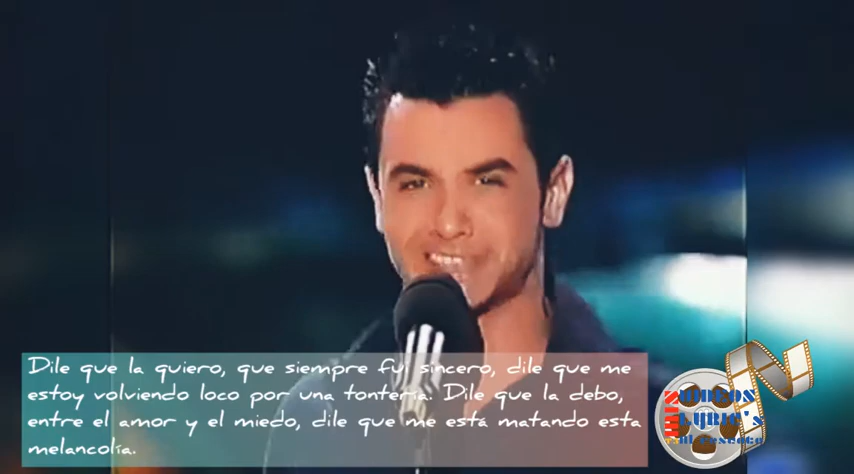 Dile que la quiero, que siempre fui sincero, dile que me
estoy volviendo loco por una tontería. Dile que la debo,
entre el amor y el miedo, dile que me está matando esta
melancolía.
LYRIC's